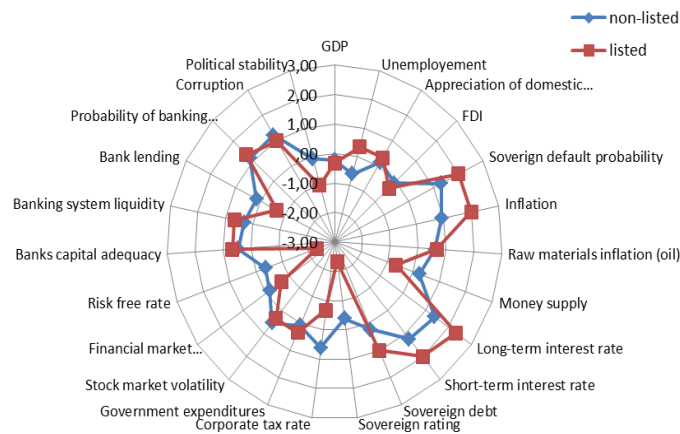 non-listed
listed
GDP
Unemployement
Appreciation of domestic...
FDI
Soverign default probability
Inflation
Raw materials inflation (oil)
Money supply
Long-term interest rate
Short-term interest rate
Sovereign debt
Sovereign rating
Corporate tax rate
Government expenditures
Stock market volatility
Financial market...
Risk free rate
Banks capital adequacy
Banking system liquidity
Bank lending
Probability of banking...
Corruption
Political stability
3,00
2,00
1,00
,00
-1,00
-2,00
-3,00